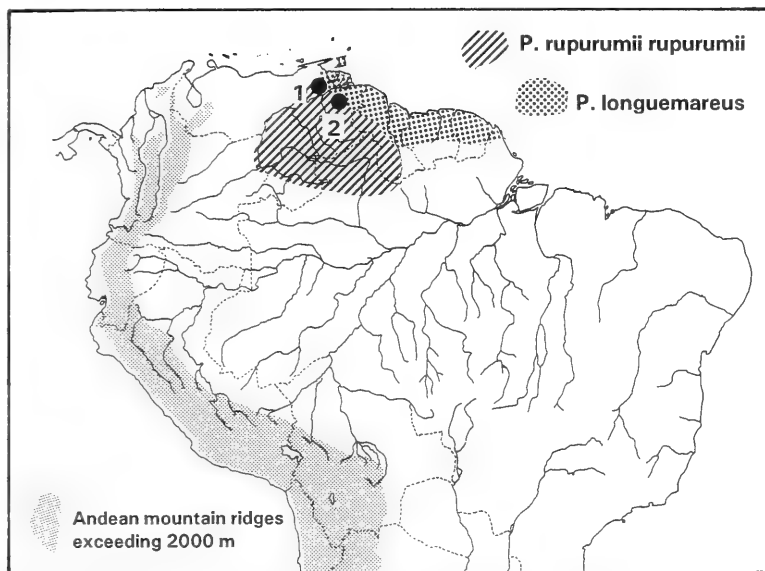 P. rupurumii rupurumii
P. longuemareus
1
2
Andean mountain ridges
exceeding 2000 m